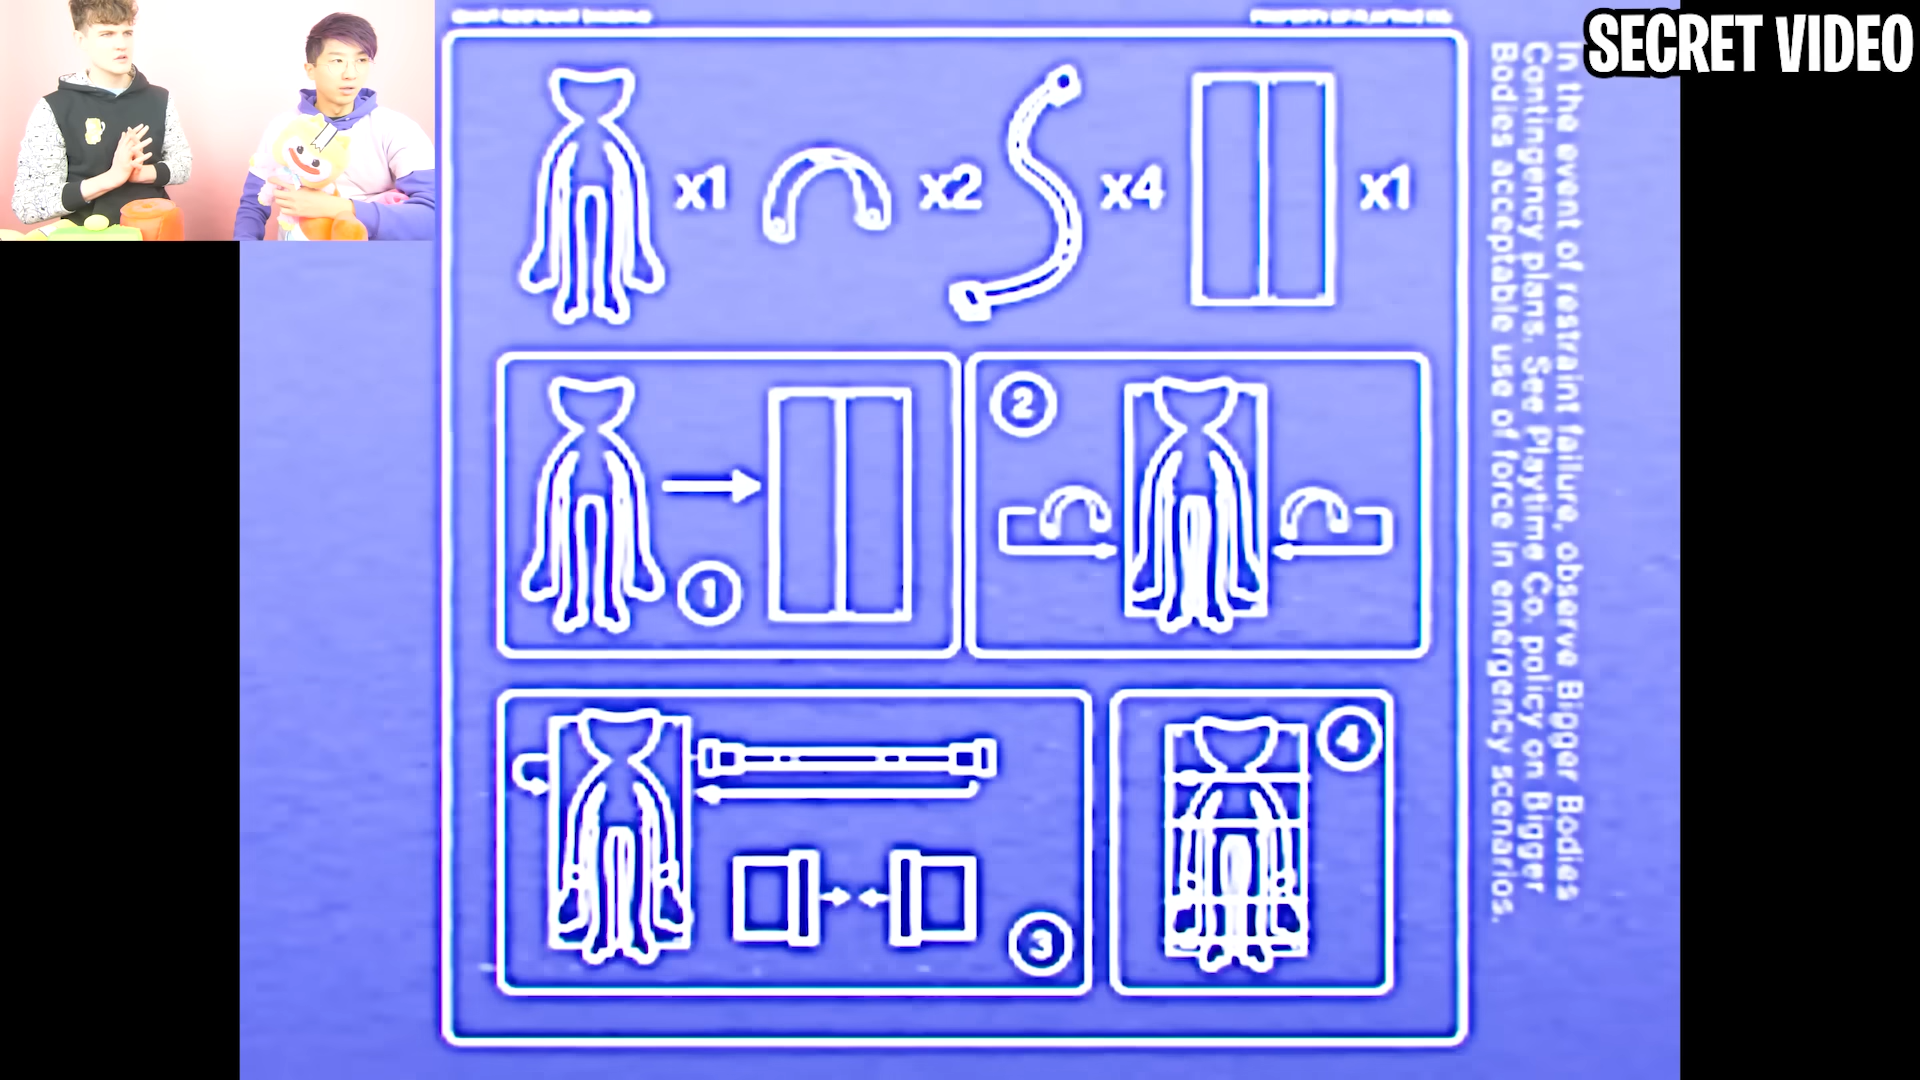 SECRET VIDEO
x1
x2
x4
x1
1
2
3
4
In the event of restraint failure, observe Bigger Bodies
Contingency plans. See Playtime Co. policy on Bigger
Bodies acceptable use of force in emergency scenarios.